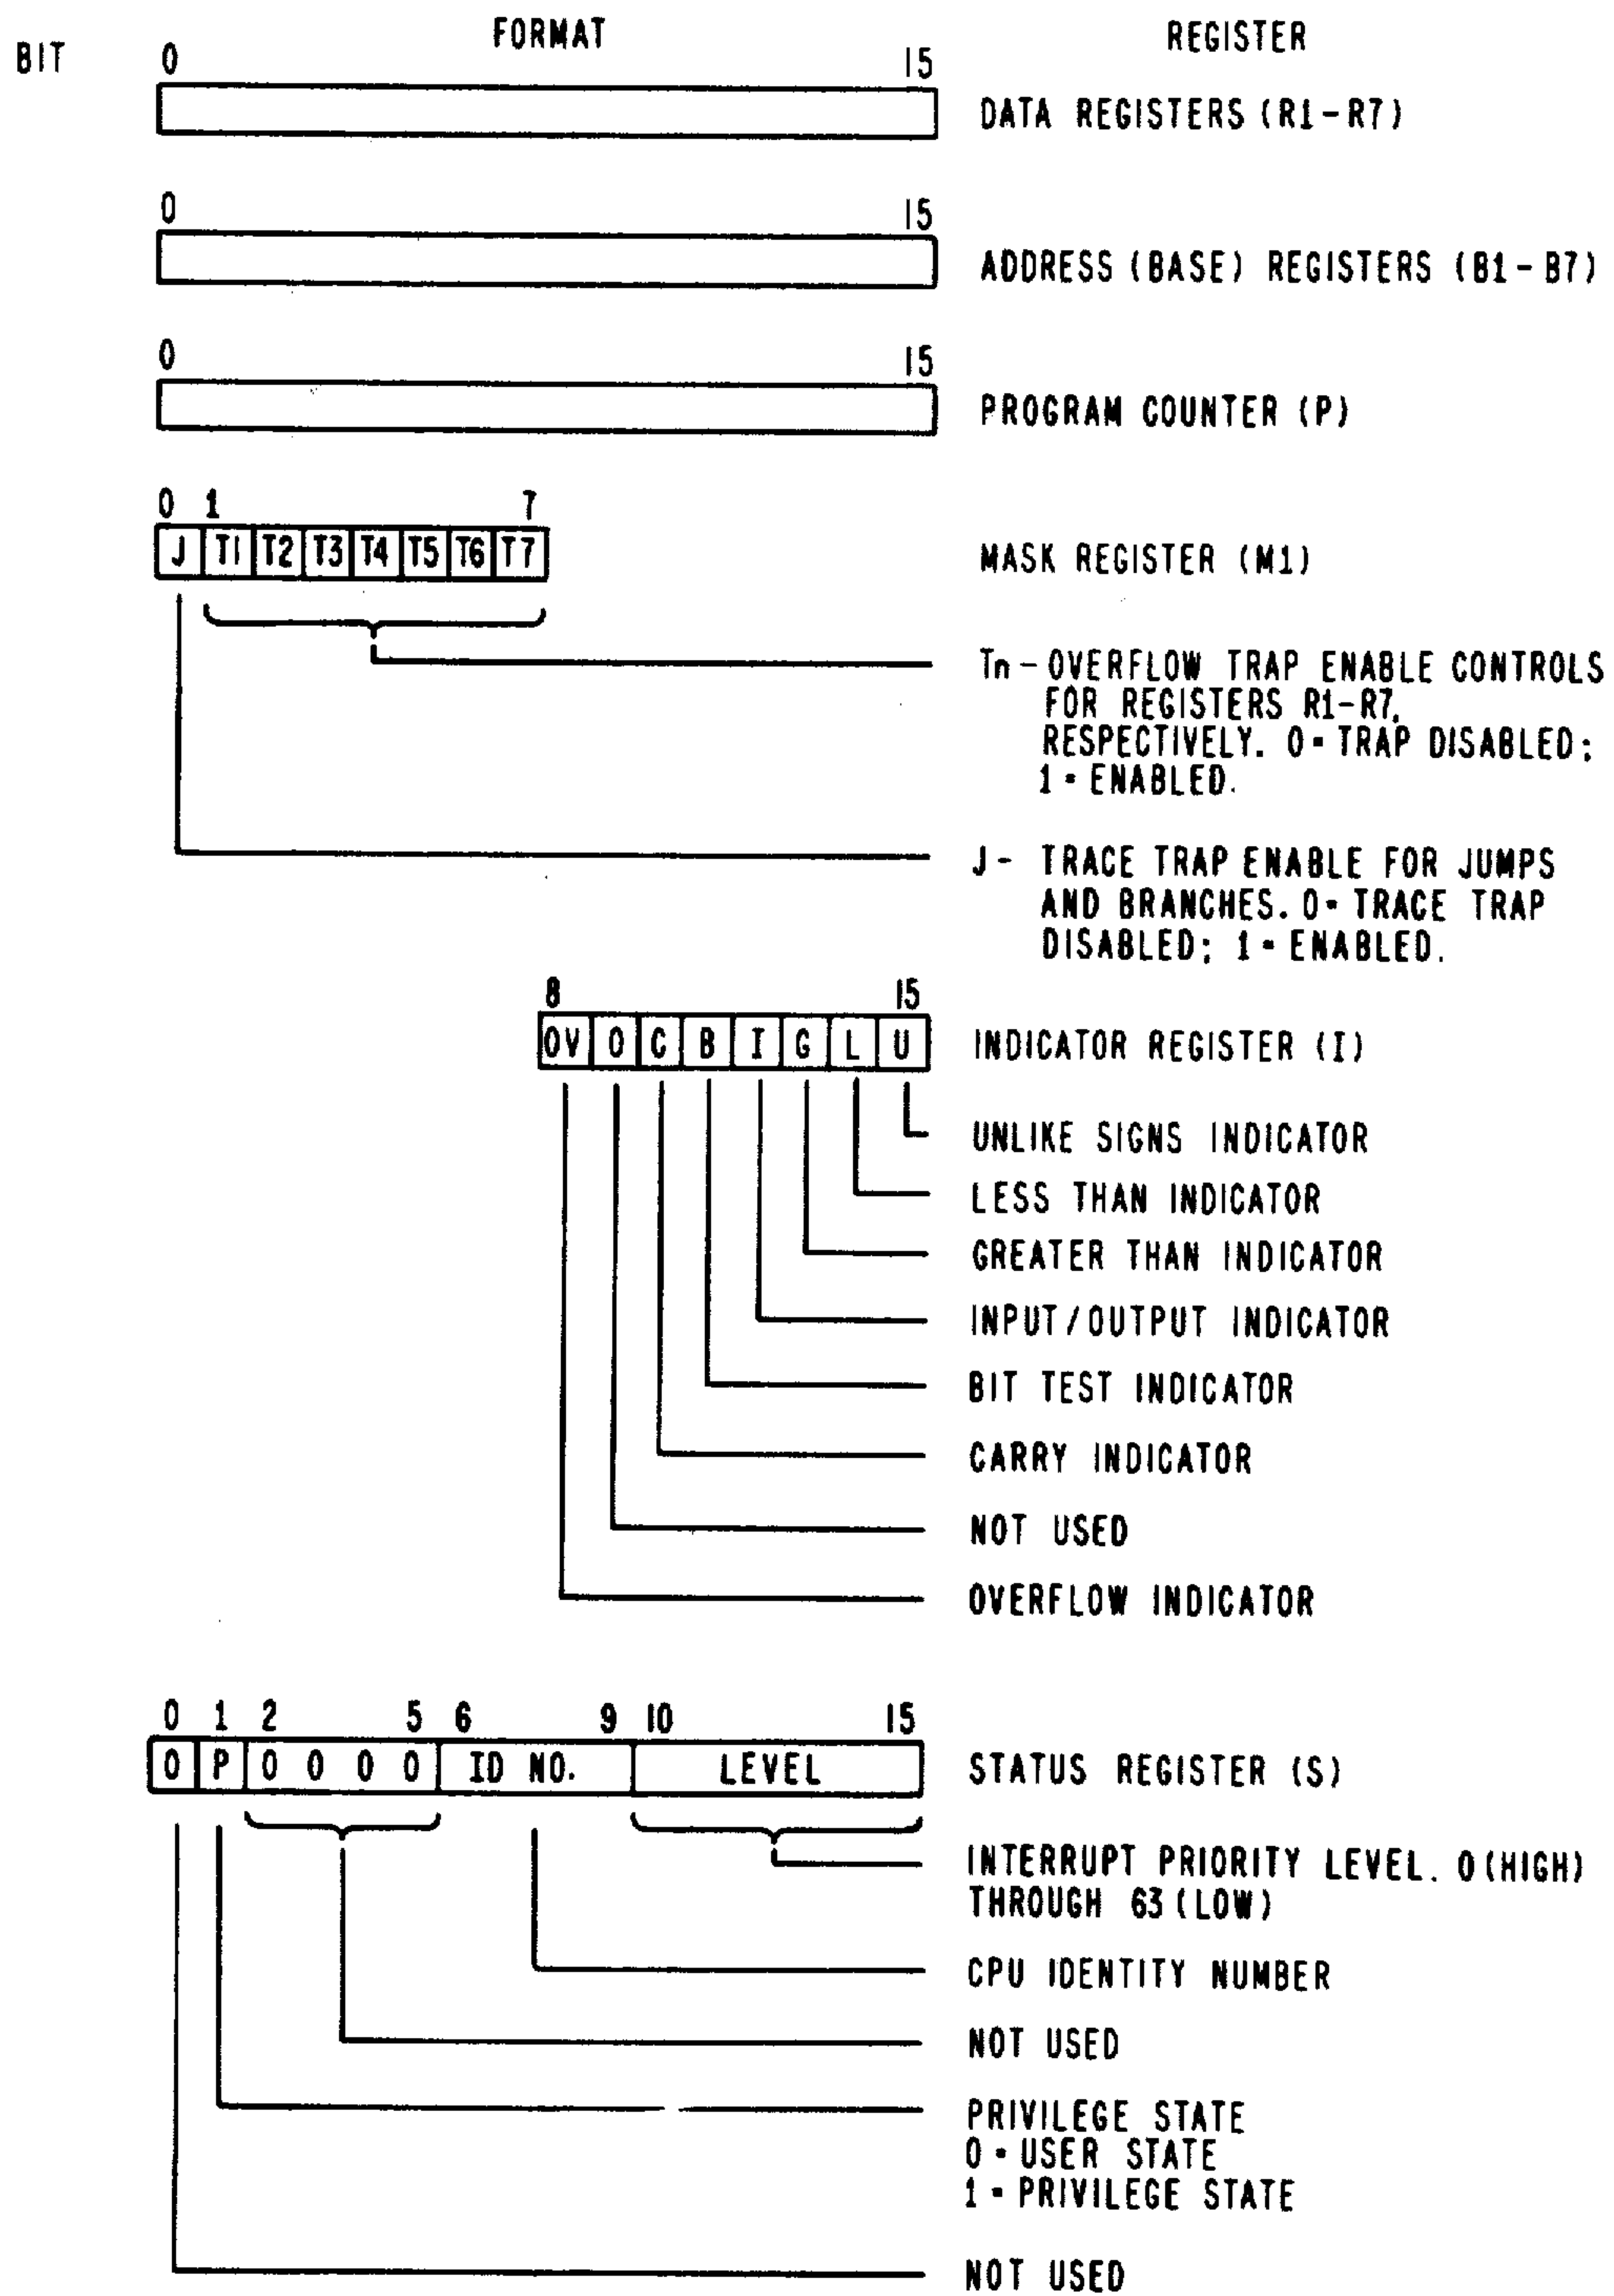 FORMAT REGISTER
BIT 0 15
DATA REGISTERS (R1-R7)
0 15
ADDRESS (BASE) REGISTERS (B1-B7)
0 15
PROGRAM COUNTER (P)
0 1 7
J T1 T2 T3 T4 T5 T6 T7 MASK REGISTER (M1)
Tn - OVERFLOW TRAP ENABLE CONTROLS
FOR REGISTERS R1-R7,
RESPECTIVELY. 0 = TRAP DISABLED;
1 = ENABLED.
J - TRACE TRAP ENABLE FOR JUMPS
AND BRANCHES. 0 = TRACE TRAP
DISABLED; 1 = ENABLED.
8 15
OV 0 C B I G L U INDICATOR REGISTER (I)
UNLIKE SIGNS INDICATOR
LESS THAN INDICATOR
GREATER THAN INDICATOR
INPUT/OUTPUT INDICATOR
BIT TEST INDICATOR
CARRY INDICATOR
NOT USED
OVERFLOW INDICATOR
0 1 2 5 6 9 10 15
0 P 0 0 0 0 ID NO. LEVEL STATUS REGISTER (S)
INTERRUPT PRIORITY LEVEL. 0 (HIGH)
THROUGH 63 (LOW)
CPU IDENTITY NUMBER
NOT USED
PRIVILEGE STATE
0 = USER STATE
1 = PRIVILEGE STATE
NOT USED